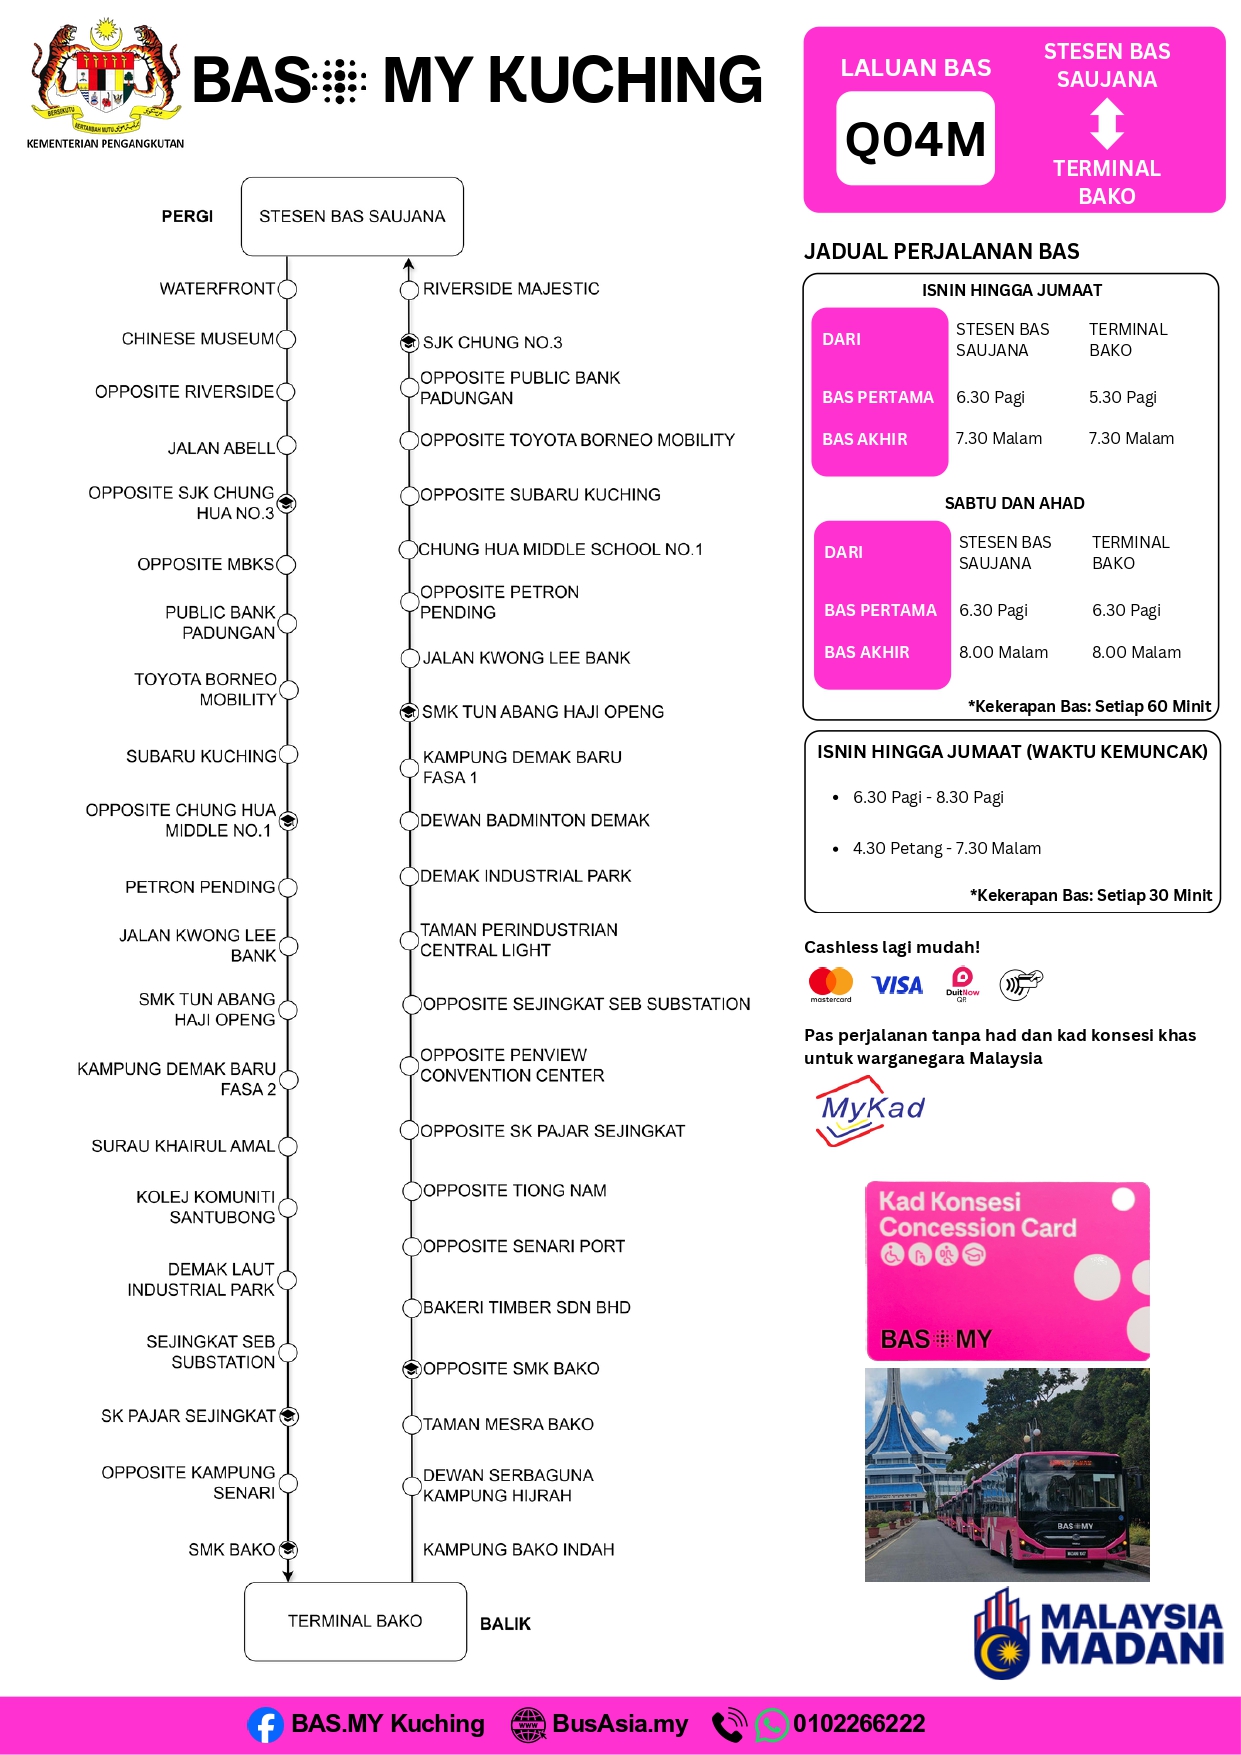 KEMENTERIAN PENGANGKUTAN
BAS MY KUCHING
LALUAN BAS
Q04M
STESEN BAS
SAUJANA
TERMINAL
BAKO
PERGI
STESEN BAS SAUJANA
WATERFRONT
CHINESE MUSEUM
OPPOSITE RIVERSIDE
JALAN ABELL
OPPOSITE SJK CHUNG
HUA NO.3
OPPOSITE MBKS
PUBLIC BANK
PADUNGAN
TOYOTA BORNEO
MOBILITY
SUBARU KUCHING
OPPOSITE CHUNG HUA
MIDDLE NO.1
PETRON PENDING
JALAN KWONG LEE
BANK
SMK TUN ABANG
HAJI OPENG
KAMPUNG DEMAK BARU
FASA 2
SURAU KHAIRUL AMAL
KOLEJ KOMUNITI
SANTUBONG
DEMAK LAUT
INDUSTRIAL PARK
SEJINGKAT SEB
SUBSTATION
SK PAJAR SEJINGKAT
OPPOSITE KAMPUNG
SENARI
SMK BAKO
RIVERSIDE MAJESTIC
SJK CHUNG NO.3
OPPOSITE PUBLIC BANK
PADUNGAN
OPPOSITE TOYOTA BORNEO MOBILITY
OPPOSITE SUBARU KUCHING
CHUNG HUA MIDDLE SCHOOL NO.1
OPPOSITE PETRON
PENDING
JALAN KWONG LEE BANK
SMK TUN ABANG HAJI OPENG
KAMPUNG DEMAK BARU
FASA 1
DEWAN BADMINTON DEMAK
DEMAK INDUSTRIAL PARK
TAMAN PERINDUSTRIAN
CENTRAL LIGHT
OPPOSITE SEJINGKAT SEB SUBSTATION
OPPOSITE PENVIEW
CONVENTION CENTER
OPPOSITE SK PAJAR SEJINGKAT
OPPOSITE TIONG NAM
OPPOSITE SENARI PORT
BAKERI TIMBER SDN BHD
OPPOSITE SMK BAKO
TAMAN MESRA BAKO
DEWAN SERBAGUNA
KAMPUNG HIJRAH
KAMPUNG BAKO INDAH
TERMINAL BAKO
BALIK
JADUAL PERJALANAN BAS
ISNIN HINGGA JUMAAT
DARI
STESEN BAS
SAUJANA
TERMINAL
BAKO
BAS PERTAMA 6.30 Pagi 5.30 Pagi
BAS AKHIR 7.30 Malam 7.30 Malam
SABTU DAN AHAD
DARI
STESEN BAS
SAUJANA
TERMINAL
BAKO
BAS PERTAMA 6.30 Pagi 6.30 Pagi
BAS AKHIR 8.00 Malam 8.00 Malam
*Kekerapan Bas: Setiap 60 Minit
ISNIN HINGGA JUMAAT (WAKTU KEMUNCAK)
• 6.30 Pagi - 8.30 Pagi
• 4.30 Petang - 7.30 Malam
*Kekerapan Bas: Setiap 30 Minit
Cashless lagi mudah!
mastercard
VISA
DuitNow
QR
Pas perjalanan tanpa had dan kad konsesi khas
untuk warganegara Malaysia
MyKad
Kad Konsesi
Concession Card
BAS MY
BAS MY
MALAYSIA
MADANI
BAS.MY Kuching
WWW
BusAsia.my
0102266222